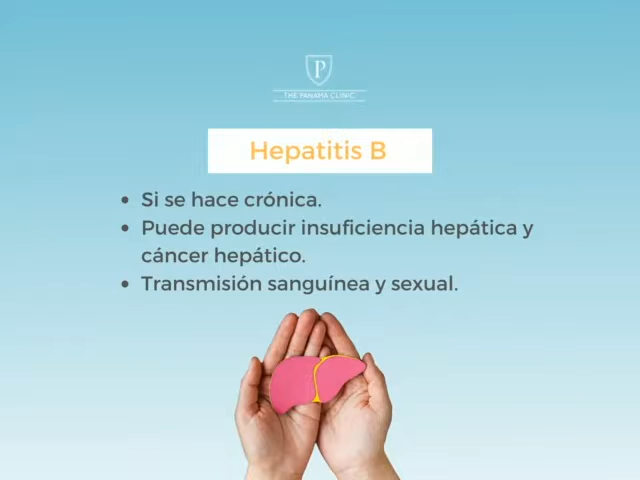 P
THE PANAMA CLINIC
Hepatitis B
• Si se hace crónica.
• Puede producir insuficiencia hepática y
cáncer hepático.
• Transmisión sanguínea y sexual.